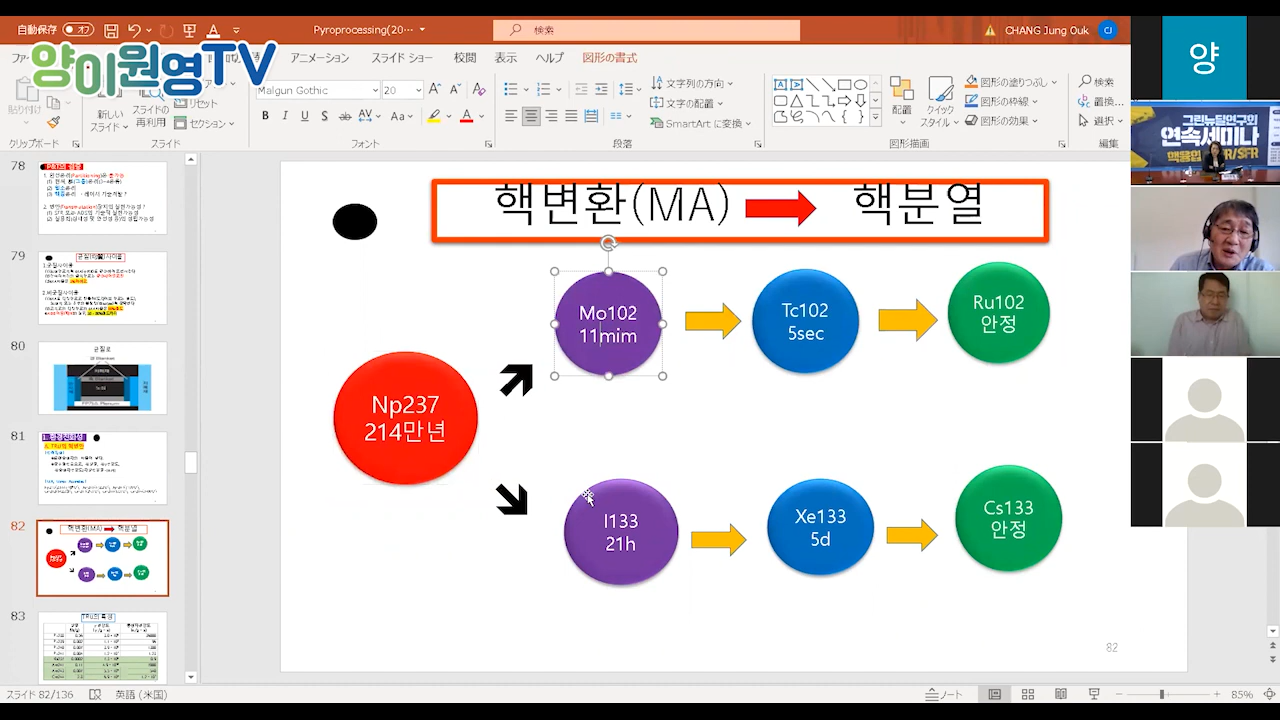 自動保存 オフ
Pyroprocessing(20…
検索
CHANG Jung Ouk
CJ
양이원영TV
アニメーション
スライド ショー
校閲
表示
ヘルプ
図形の書式
貼り付け
新しい
スライド
スライドの
再利用
リセット
セクション
Malgun Gothic
20
文字列の方向
文字の配置
SmartArt に変換
配置
クイック
スタイル
図形の塗りつぶし
図形の枠線
図形の効果
検索
置換…
選択
クリップボード
スライド
フォント
段落
図形描画
編集
양
그린뉴딜연구회
연속세미나
78
79
80
81
82
83
핵변환(MA)
핵분열
Mo102
11mim
Tc102
5sec
Ru102
안정
Np237
214만년
I133
21h
Xe133
5d
Cs133
안정
82
スライド 82/136
英語 (米国)
ノート
85%